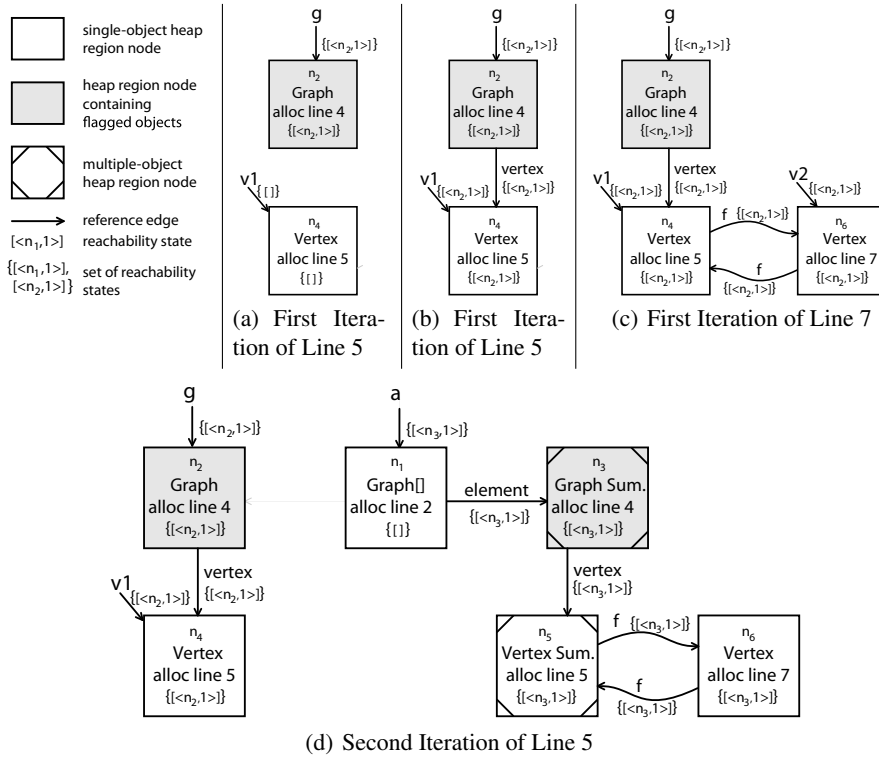 single-object heap
region node
heap region node
containing
flagged objects
multiple-object
heap region node
reference edge
[<n1,1>] reachability state
{[<n1,1>], set of reachability
[<n2,1>]} states
g
{[<n2,1>]}
n2
Graph
alloc line 4
{[<n2,1>]}
v1 {[ ]}
n4
Vertex
alloc line 5
{[ ]}
(a) First Itera-
tion of Line 5
g
{[<n2,1>]}
n2
Graph
alloc line 4
{[<n2,1>]}
vertex
{[<n2,1>]}
v1 {[<n2,1>]}
n4
Vertex
alloc line 5
{[<n2,1>]}
(b) First Itera-
tion of Line 5
g
{[<n2,1>]}
n2
Graph
alloc line 4
{[<n2,1>]}
vertex
{[<n2,1>]}
v1 {[<n2,1>]}
n4
Vertex
alloc line 5
{[<n2,1>]}
f {[<n2,1>]}
f
{[<n2,1>]}
v2
{[<n2,1>]}
n6
Vertex
alloc line 7
{[<n2,1>]}
(c) First Iteration of Line 7
g
{[<n2,1>]}
n2
Graph
alloc line 4
{[<n2,1>]}
vertex
{[<n2,1>]}
v1 {[<n2,1>]}
n4
Vertex
alloc line 5
{[<n2,1>]}
a
{[<n3,1>]}
n1
Graph[]
alloc line 2
{[ ]}
element
{[<n3,1>]}
n3
Graph Sum.
alloc line 4
{[<n3,1>]}
vertex
{[<n3,1>]}
n5
Vertex Sum.
alloc line 5
{[<n3,1>]}
f {[<n3,1>]}
f
{[<n3,1>]}
n6
Vertex
alloc line 7
{[<n3,1>]}
(d) Second Iteration of Line 5